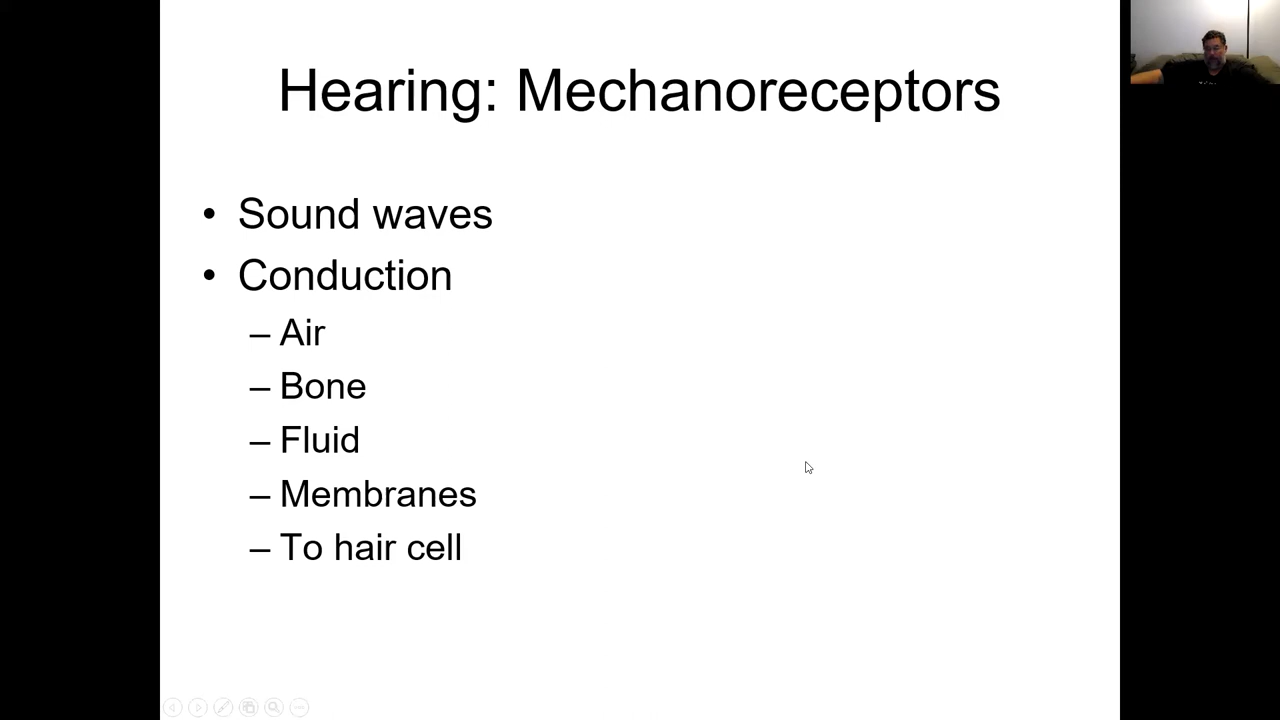 Hearing: Mechanoreceptors
• Sound waves
• Conduction
– Air
– Bone
– Fluid
– Membranes
– To hair cell